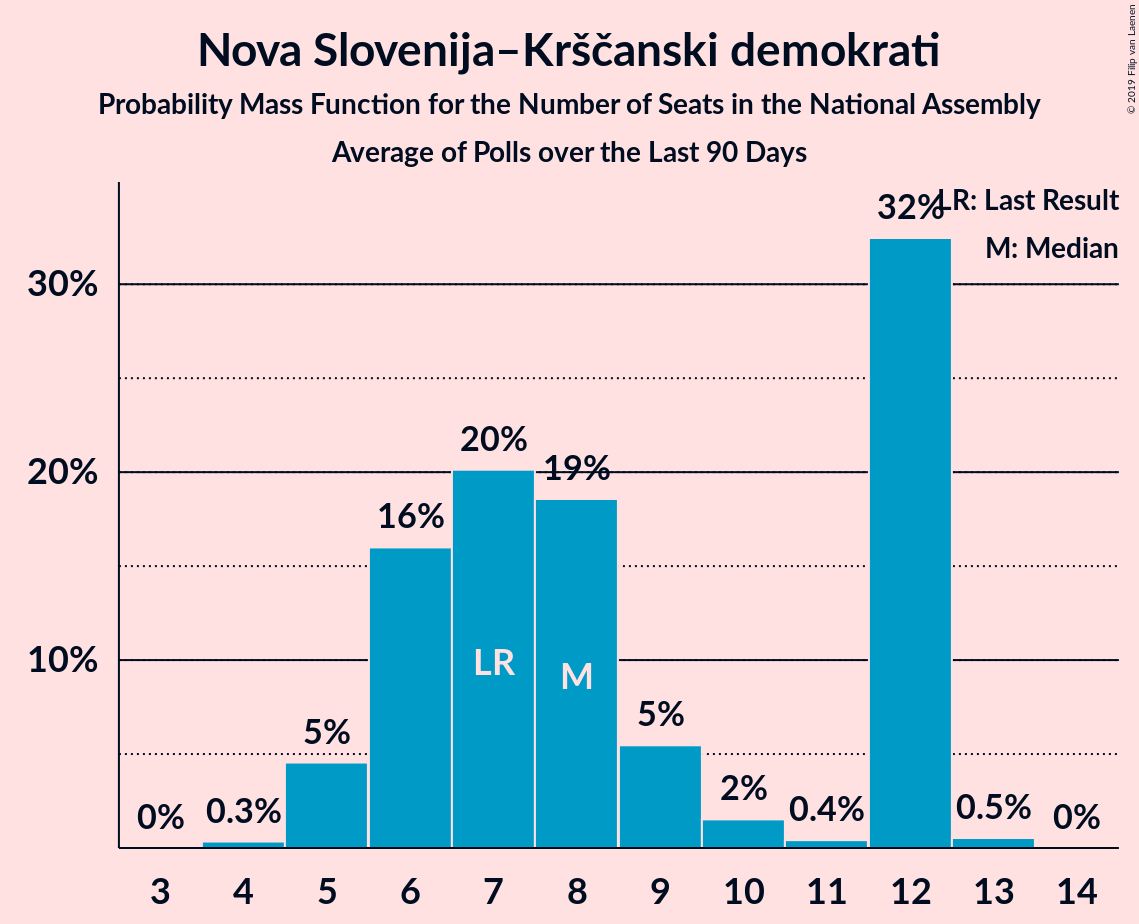 Nova Slovenija–Krščanski demokrati
Probability Mass Function for the Number of Seats in the National Assembly
Average of Polls over the Last 90 Days
© 2019 Filip van Laenen
LR: Last Result
M: Median
30%
20%
10%
0%
0.3%
5%
16%
20%
19%
5%
2%
0.4%
32%
0.5%
0%
LR
M
3 4 5 6 7 8 9 10 11 12 13 14